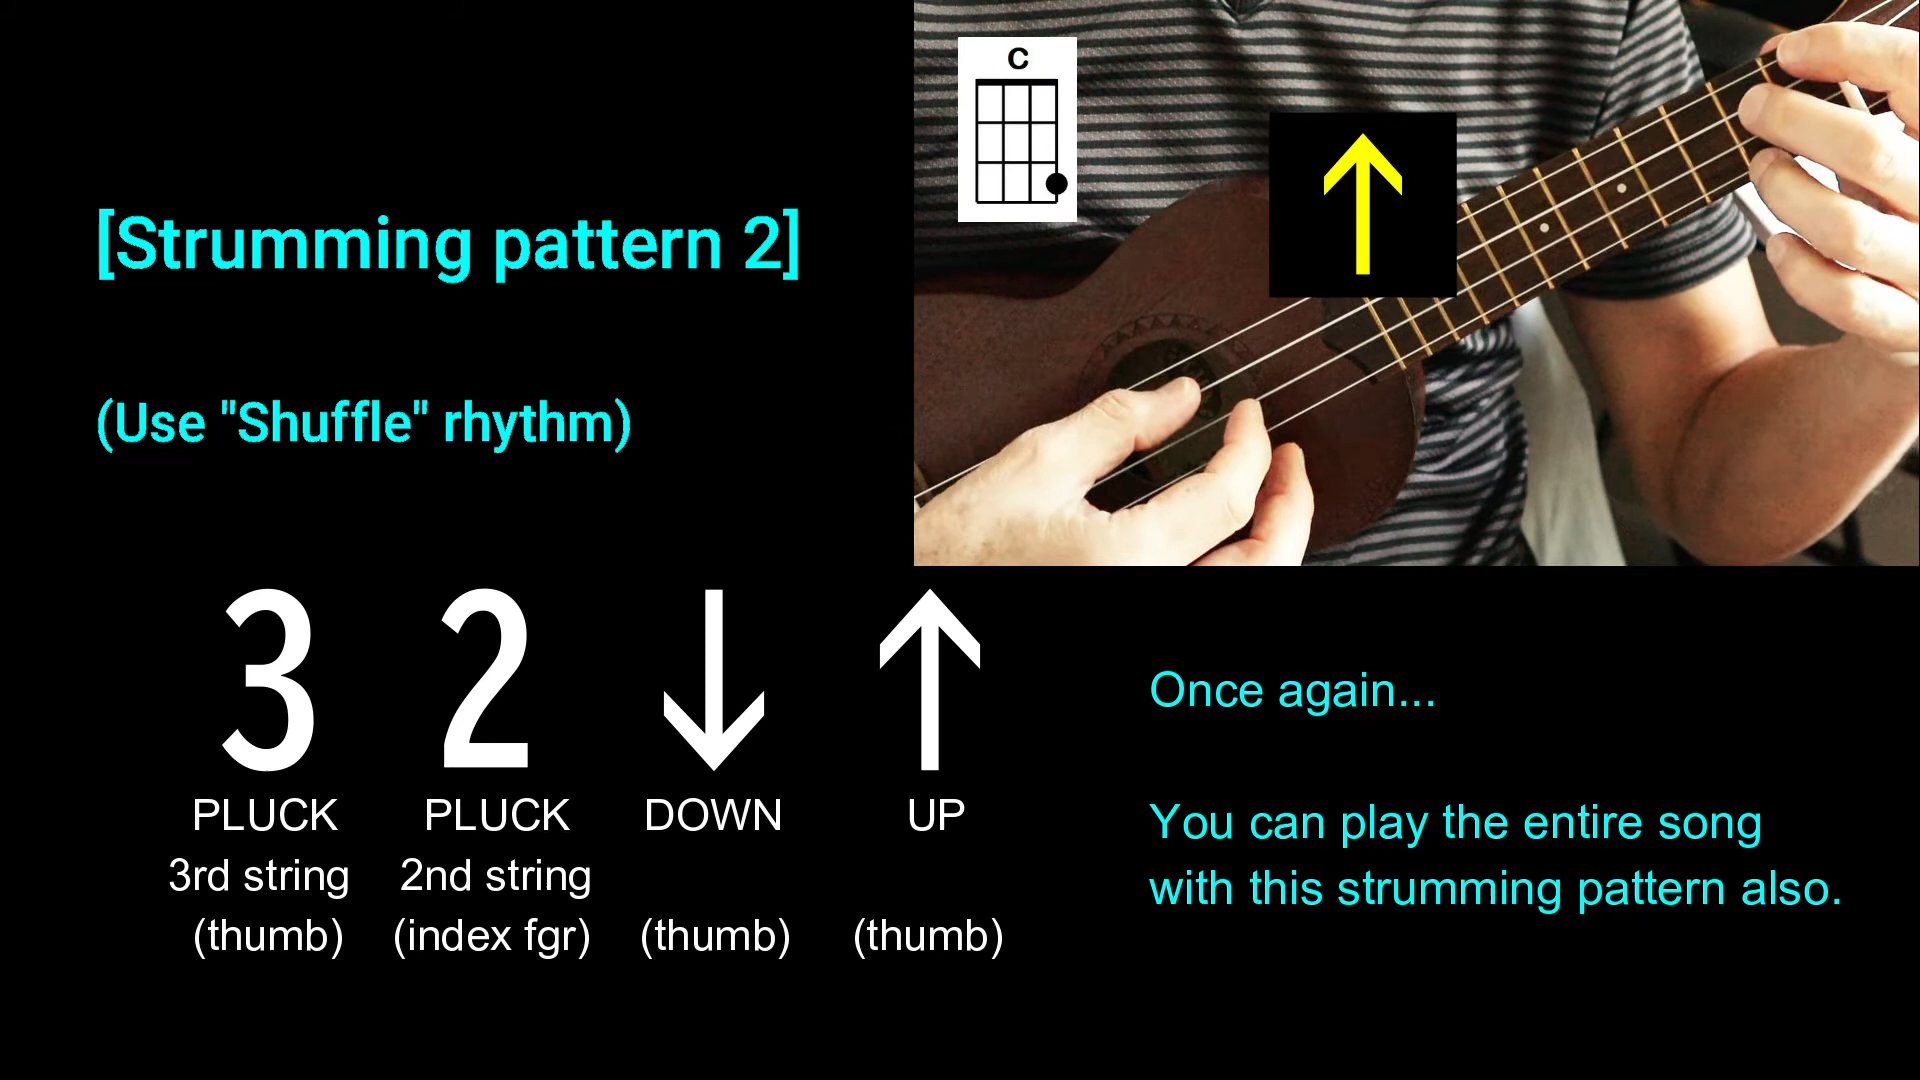 C
[Strumming pattern 2]
(Use "Shuffle" rhythm)
3 2
PLUCK PLUCK DOWN UP
3rd string 2nd string
(thumb) (index fgr) (thumb) (thumb)
Once again...
You can play the entire song
with this strumming pattern also.